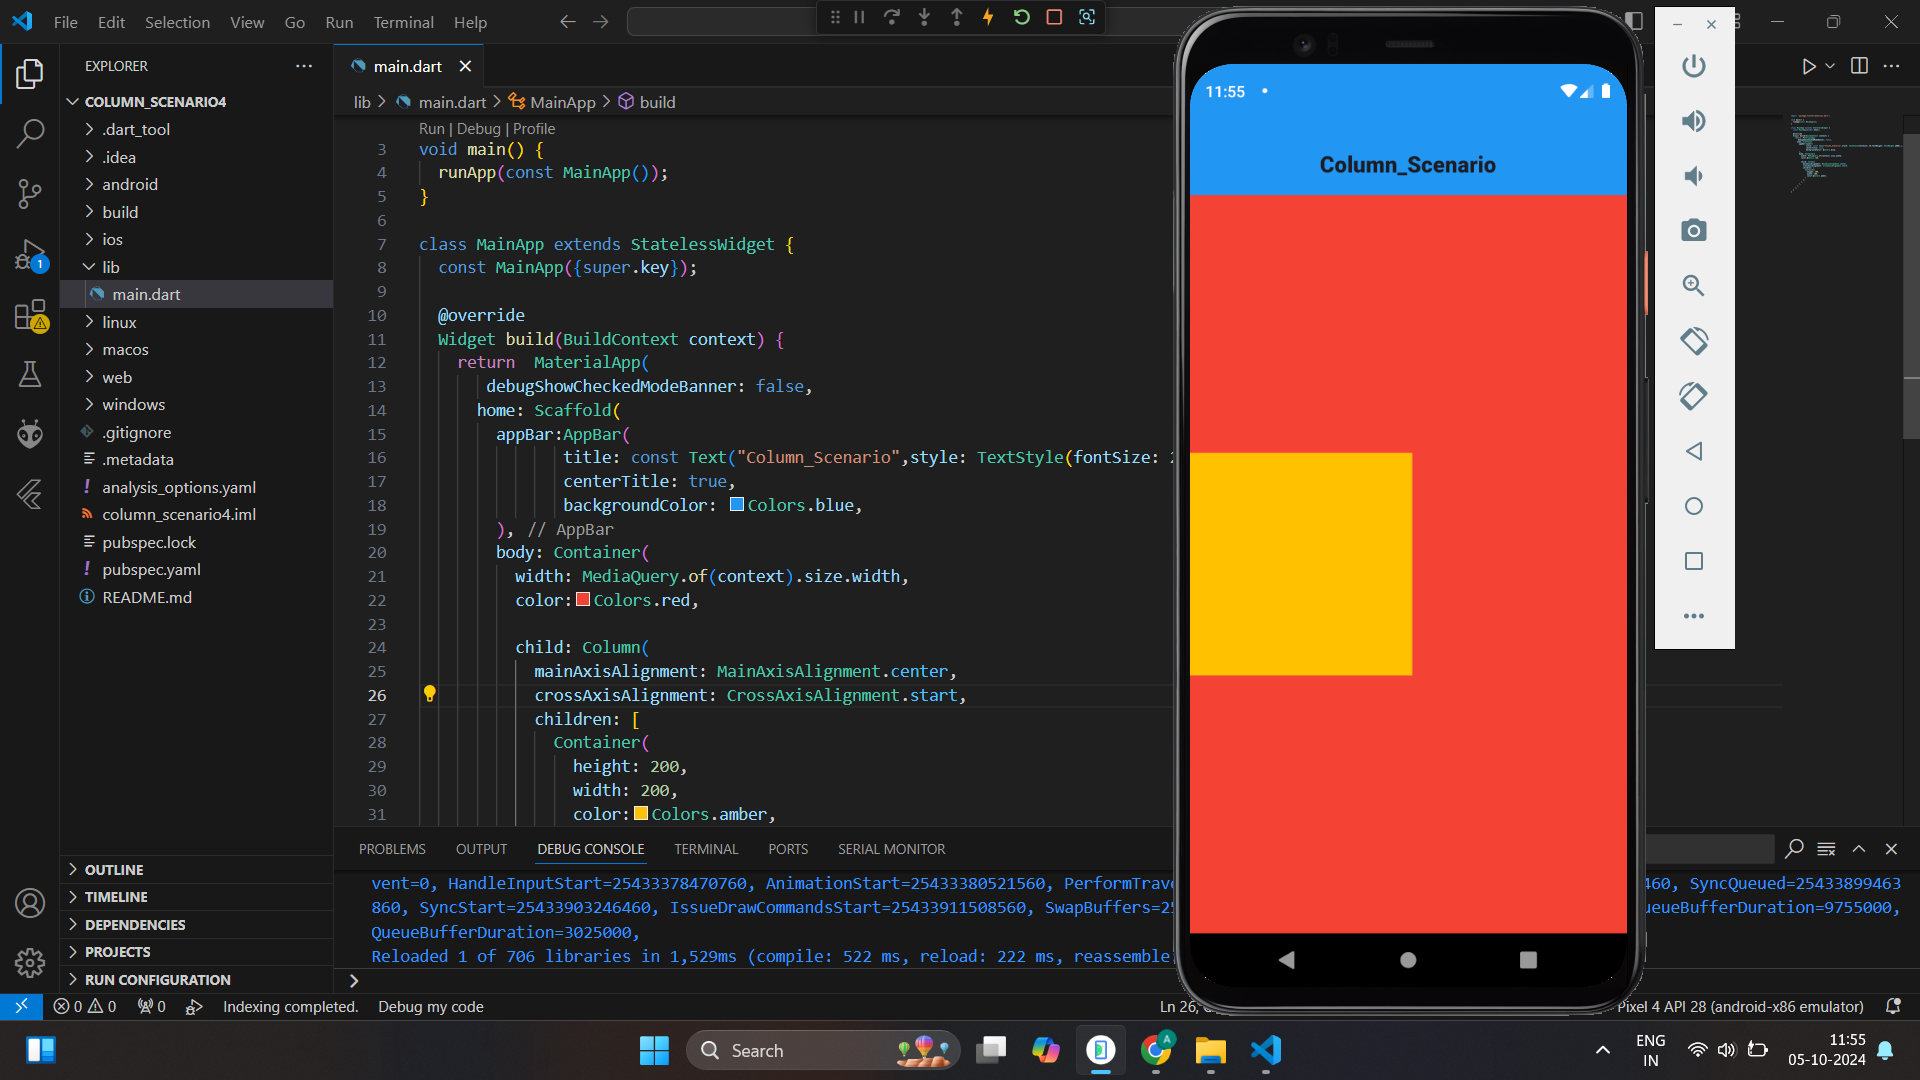 File Edit Selection View Go Run Terminal Help
EXPLORER
COLUMN_SCENARIO4
.dart_tool
.idea
android
build
ios
lib
main.dart
linux
macos
web
windows
.gitignore
.metadata
analysis_options.yaml
column_scenario4.iml
pubspec.lock
pubspec.yaml
README.md
OUTLINE
TIMELINE
DEPENDENCIES
PROJECTS
RUN CONFIGURATION
main.dart
lib > main.dart > MainApp > build
Run | Debug | Profile
3 void main() {
4 runApp(const MainApp());
5 }
6
7 class MainApp extends StatelessWidget {
8 const MainApp({super.key});
9
10 @override
11 Widget build(BuildContext context) {
12 return MaterialApp(
13 debugShowCheckedModeBanner: false,
14 home: Scaffold(
15 appBar:AppBar(
16 title: const Text("Column_Scenario",style: TextStyle(fontSize:
17 centerTitle: true,
18 backgroundColor: Colors.blue,
19 ), // AppBar
20 body: Container(
21 width: MediaQuery.of(context).size.width,
22 color: Colors.red,
23
24 child: Column(
25 mainAxisAlignment: MainAxisAlignment.center,
26 crossAxisAlignment: CrossAxisAlignment.start,
27 children: [
28 Container(
29 height: 200,
30 width: 200,
31 color: Colors.amber,
11:55
Column_Scenario
PROBLEMS OUTPUT DEBUG CONSOLE TERMINAL PORTS SERIAL MONITOR
vent=0, HandleInputStart=25433378470760, AnimationStart=25433380521560, PerformTrave 460, SyncQueued=25433899463
860, SyncStart=25433903246460, IssueDrawCommandsStart=25433911508560, SwapBuffers=25 ueueBufferDuration=9755000,
QueueBufferDuration=3025000,
Reloaded 1 of 706 libraries in 1,529ms (compile: 522 ms, reload: 222 ms, reassemble:
0 0 0 Indexing completed. Debug my code Ln 26, Pixel 4 API 28 (android-x86 emulator)
Search
A
ENG
IN
11:55
05-10-2024
1